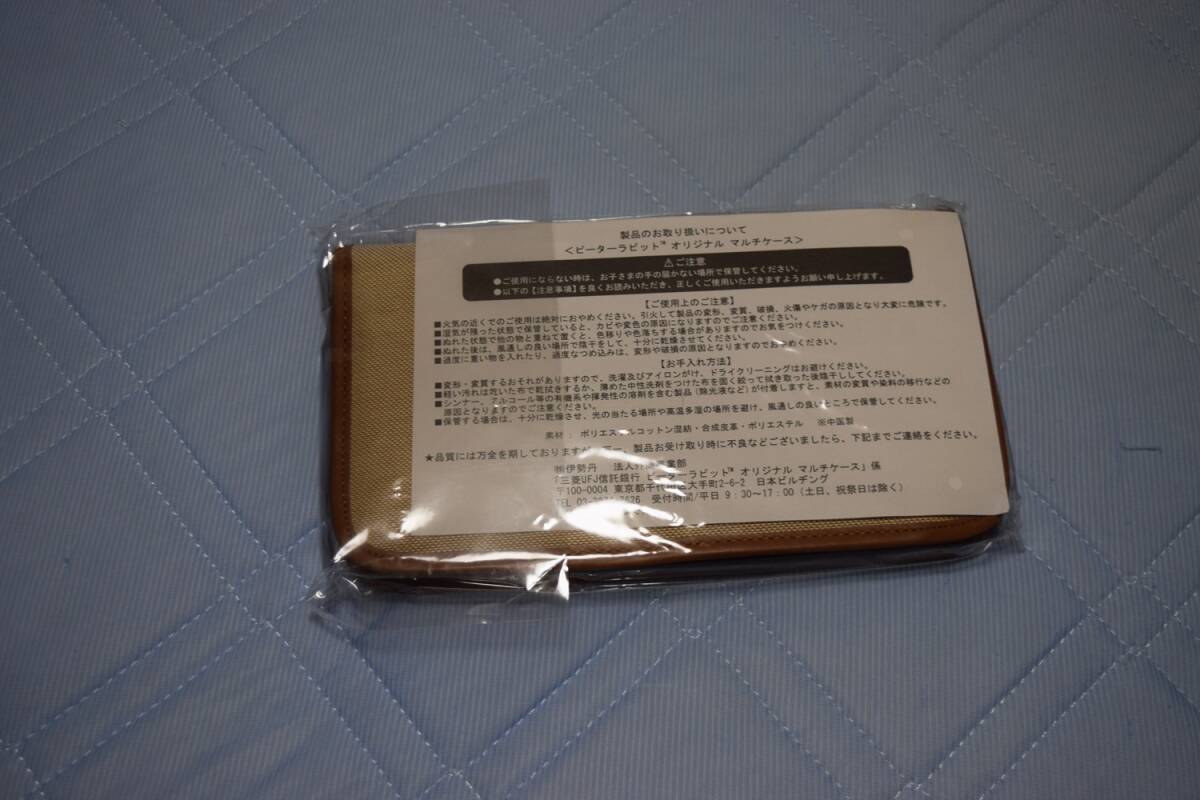 製品のお取り扱いについて
＜ピーターラビット™ オリジナル マルチケース＞
⚠ご注意
●ご使用にならない時は、お子さまの手の届かない場所で保管してください。
●以下の【注意事項】を良くお読みいただき、正しくご使用いただきますようお願い申し上げます。
【ご使用上のご注意】
■火気の近くでのご使用は絶対におやめください。引火して製品の変形、変質、破損、火傷やケガの原因となり大変に危険です。
■湿気が残った状態で保管していると、カビや変色の原因になりますのでご注意ください。
■ぬれた状態で他の物と重ねて置くと、色移りや色落ちする場合がありますのでお気をつけください。
■ぬれた後は、風通しの良い場所で陰干をして、十分に乾燥させてください。
■過度に重い物を入れたり、過度なつめ込みは、変形や破損の原因となりますのでおやめください。
【お手入れ方法】
■変形・変質するおそれがありますので、洗濯及びアイロンがけ、ドライクリーニングはお避けください。
■軽い汚れは乾いた布で乾拭きするか、薄めた中性洗剤をつけた布を固く絞って拭き取った後陰干ししてください。
■シンナー、アルコール等の有機系や揮発性の溶剤を含む製品(除光液など)が付着しますと、素材の変質や染料の移行などの
原因となりますのでご注意ください。
■保管する場合は、十分に乾燥させ、光の当たる場所や高温多湿の場所を避け、風通しの良いところで保管してください。
素材： ポリエステルコットン混紡・合成皮革・ポリエステル ※中国製
★品質には万全を期しておりますが、万一、製品お受け取り時に不良などございましたら、下記までご連絡をください。
㈱伊勢丹 法人 事業部
「三菱UFJ信託銀行 ピーターラビット™ オリジナル マルチケース」係
〒100-0004 東京都千代田区大手町2-6-2 日本ビルヂング
TEL 03- 7626 受付時間/平日 9:30～17:00 (土日、祝祭日は除く)